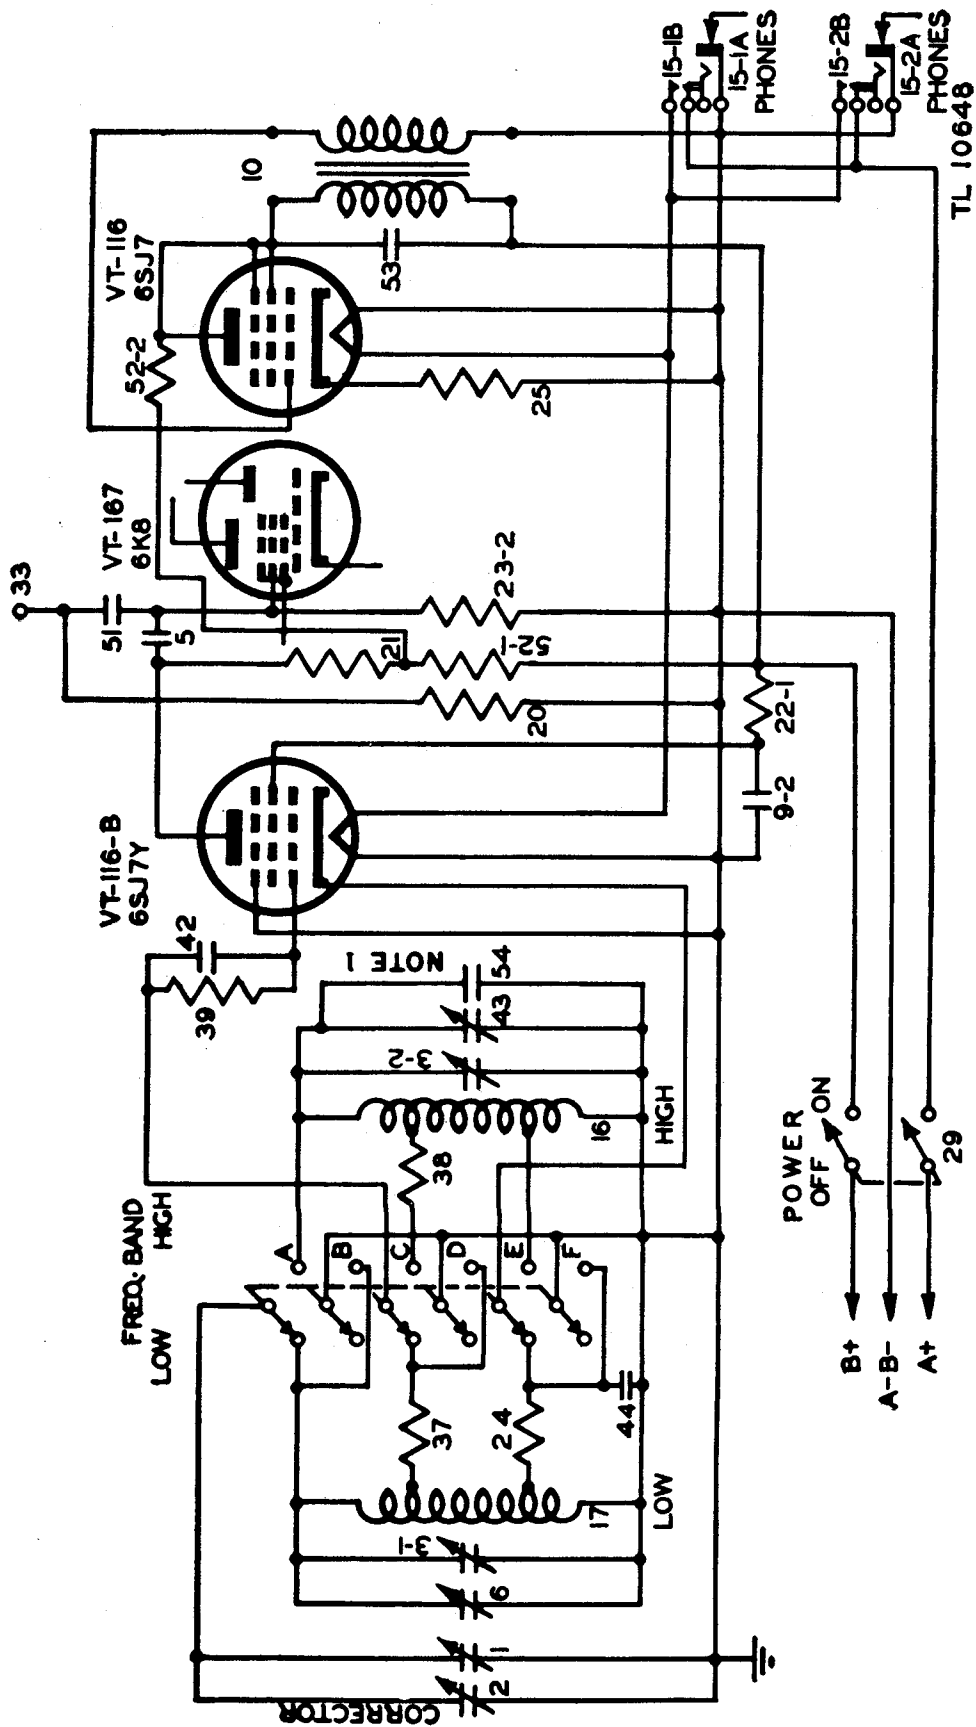 CORRECTOR
2
1
6
3-1
17
LOW
37
24
44
FREQ. BAND
LOW HIGH
A
B
C
D
E
F
38
16
HIGH
3-2
43
54
NOTE 1
39
42
VT-116-B
6SJ7Y
9-2
22-1
20
21
52-1
23-2
5
51
33
VT-167
6K8
52-2
VT-116
6SJ7
25
53
10
POWER
OFF ON
29
B+
A-B-
A+
15-1B
15-1A
PHONES
15-2B
15-2A
PHONES
TL 10648